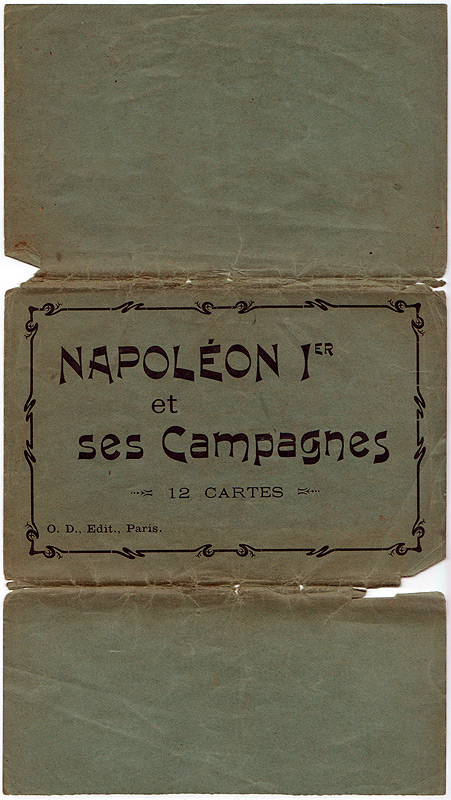 NAPOLÉON IER
et
ses Campagnes
12 CARTES
O. D., Edit., Paris.